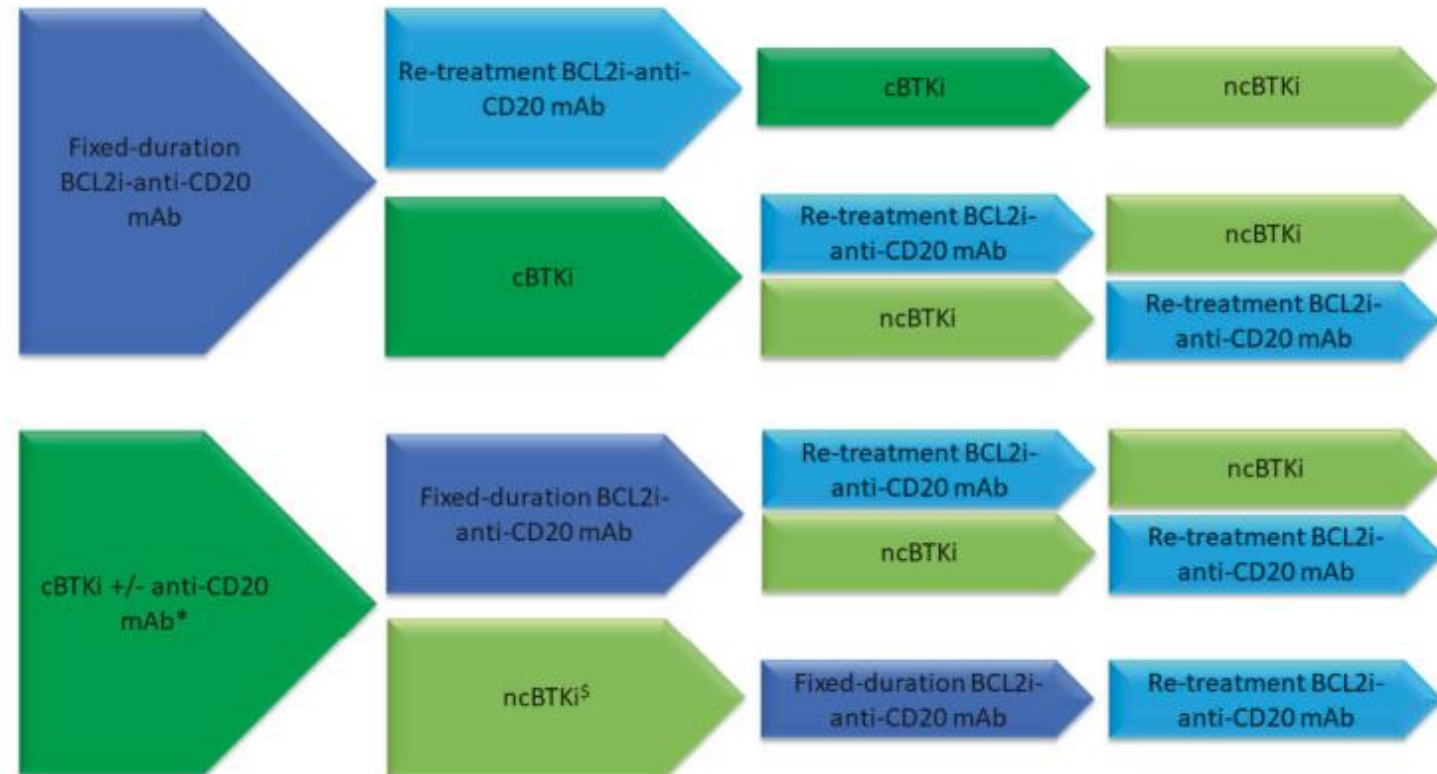 Fixed-duration
BCL2i-anti-CD20
mAb
Re-treatment BCL2i-anti-
CD20 mAb
cBTKi
ncBTKi
cBTKi
Re-treatment BCL2i-
anti-CD20 mAb
ncBTKi
ncBTKi
Re-treatment BCL2i-
anti-CD20 mAb
cBTKi +/- anti-CD20
mAb*
Fixed-duration BCL2i-
anti-CD20 mAb
Re-treatment BCL2i-
anti-CD20 mAb
ncBTKi
ncBTKi
Re-treatment BCL2i-
anti-CD20 mAb
ncBTKi$
Fixed-duration BCL2i-
anti-CD20 mAb
Re-treatment BCL2i-
anti-CD20 mAb